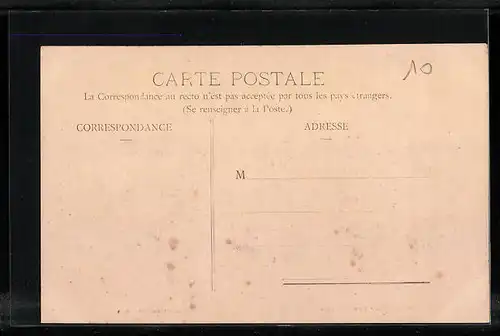 CARTE POSTALE
10
La Correspondance au recto n'est pas acceptée par tous les pays étrangers.
(Se renseigner à la Poste.)
CORRESPONDANCE
ADRESSE
M